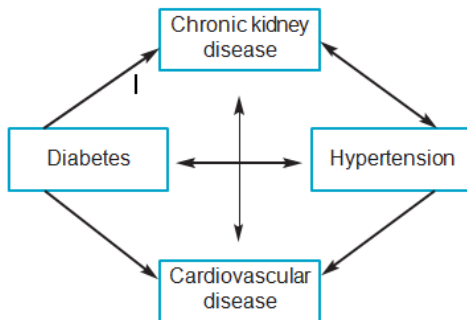 Chronic kidney
disease
I
Diabetes
Hypertension
Cardiovascular
disease